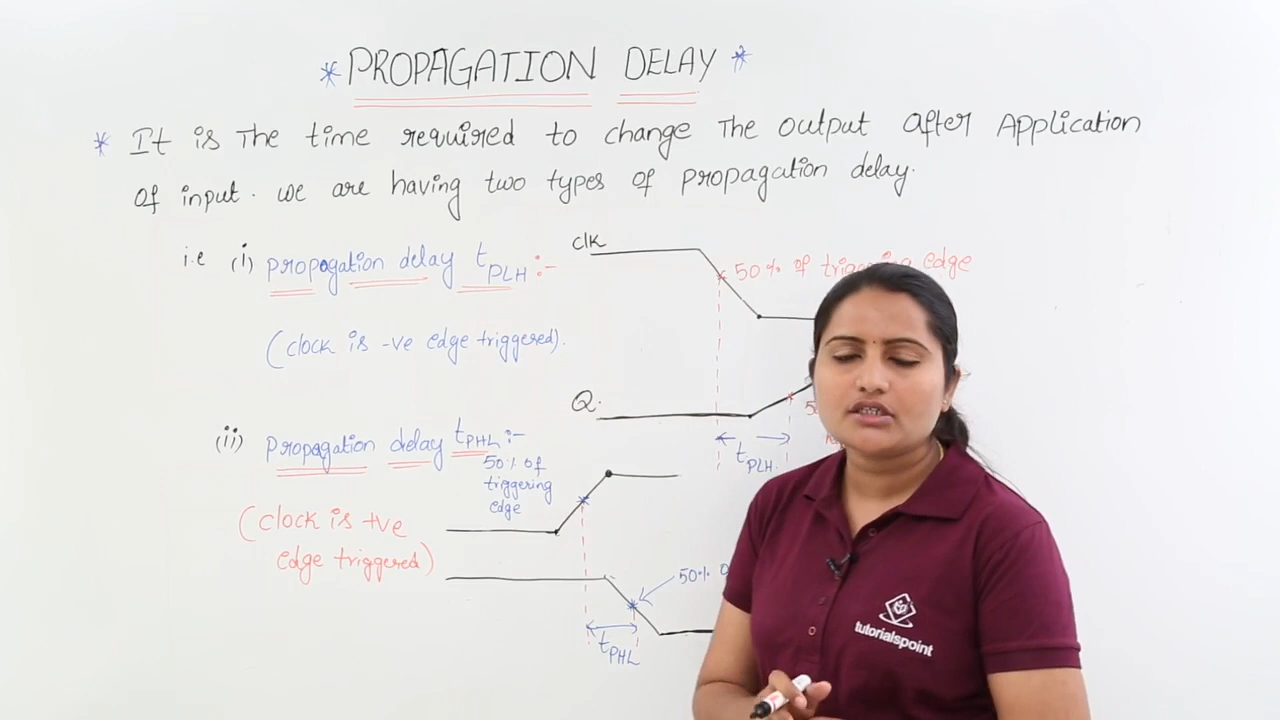 * PROPAGATION DELAY *
* It is The time required to change The output after Application
of input. we are having two types of propagation delay.
i.e (i) propagation delay tPLH :-
clk
50% of triggering edge
(clock is -ve edge triggered).
Q.
tPLH.
(ii) propagation delay tPHL :-
50% of
triggering
edge
(clock is +ve
edge triggered)
50%
tPHL
tutorialspoint